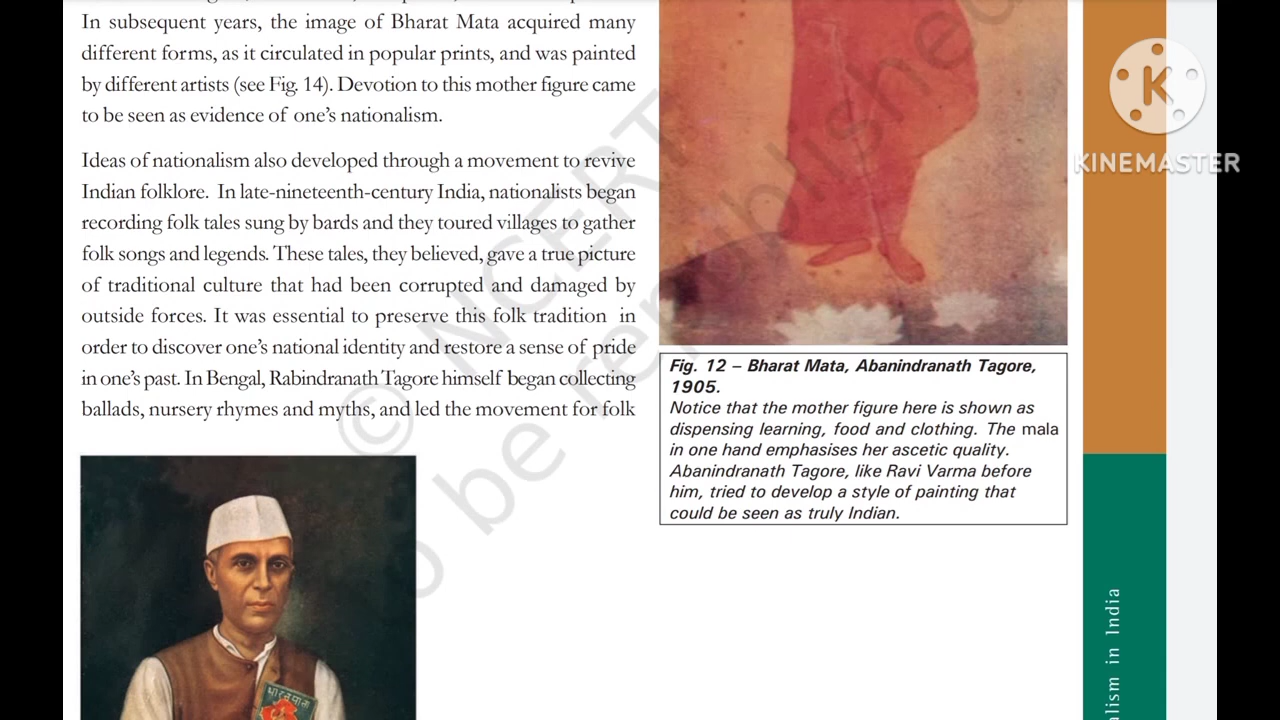 In subsequent years, the image of Bharat Mata acquired many
different forms, as it circulated in popular prints, and was painted
by different artists (see Fig. 14). Devotion to this mother figure came
to be seen as evidence of one's nationalism.
Ideas of nationalism also developed through a movement to revive
Indian folklore. In late-nineteenth-century India, nationalists began
recording folk tales sung by bards and they toured villages to gather
folk songs and legends. These tales, they believed, gave a true picture
of traditional culture that had been corrupted and damaged by
outside forces. It was essential to preserve this folk tradition in
order to discover one's national identity and restore a sense of pride
in one's past. In Bengal, Rabindranath Tagore himself began collecting
ballads, nursery rhymes and myths, and led the movement for folk
Fig. 12 – Bharat Mata, Abanindranath Tagore,
1905.
Notice that the mother figure here is shown as
dispensing learning, food and clothing. The mala
in one hand emphasises her ascetic quality.
Abanindranath Tagore, like Ravi Varma before
him, tried to develop a style of painting that
could be seen as truly Indian.
© NCERT
be republished
K
KINEMASTER
alism in India